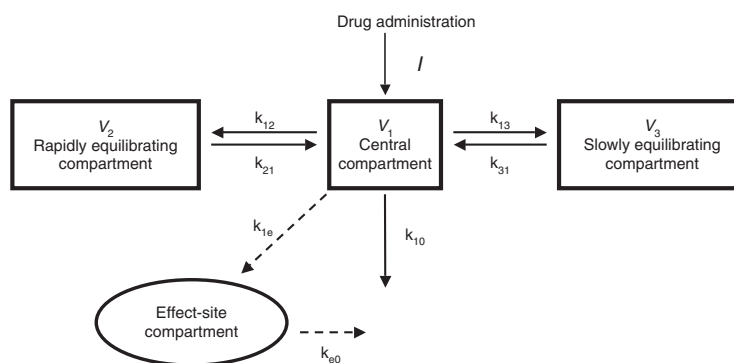 Drug administration
I
k12
V2
Rapidly equilibrating
compartment
k21
V1
Central
compartment
k13
V3
Slowly equilibrating
compartment
k31
k1e
k10
Effect-site
compartment
ke0